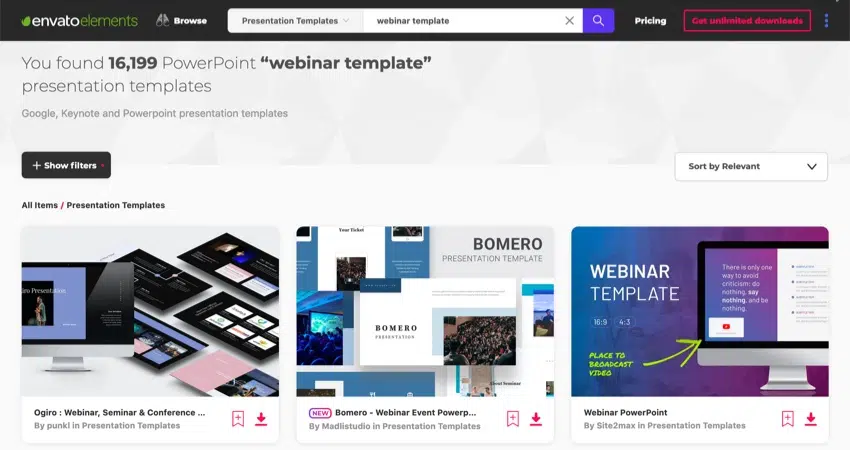 envatoelements
Browse
Presentation Templates
webinar template
Pricing
Get unlimited downloads
You found 16,199 PowerPoint “webinar template”
presentation templates
Google, Keynote and Powerpoint presentation templates
+ Show filters
Sort by Relevant
All Items / Presentation Templates
Your Ticket
BOMERO
PRESENTATION TEMPLATE
BOMERO
PRESENTATION
WEBINAR
TEMPLATE
16:9 4:3
PLACE TO
BROADCAST
VIDEO
There is only one
way to avoid
criticism: do
nothing, say
nothing, and be
nothing.
Ogiro : Webinar, Seminar & Conference ...
By punkl in Presentation Templates
NEW Bomero - Webinar Event Powerp...
By Madlistudio in Presentation Templates
Webinar PowerPoint
By Site2max in Presentation Templates